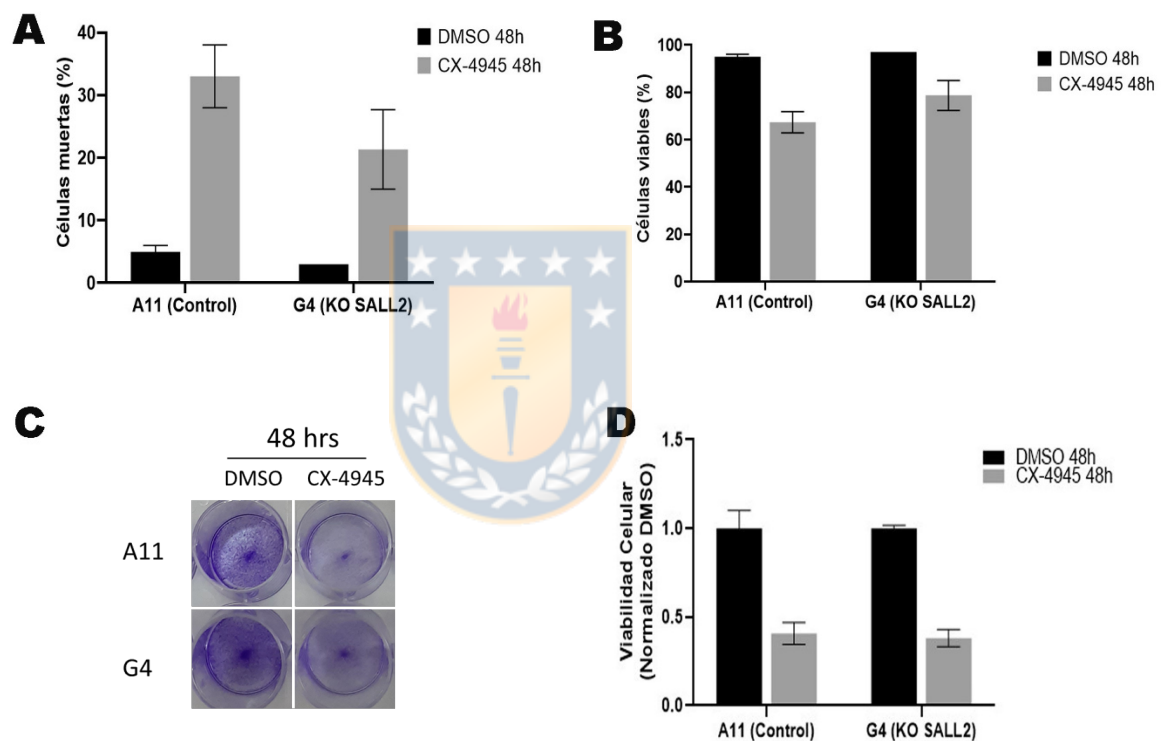 A
Células muertas (%)
40
30
20
10
0
DMSO 48h
CX-4945 48h
A11 (Control)
G4 (KO SALL2)
B
Células viables (%)
100
80
60
40
20
0
DMSO 48h
CX-4945 48h
A11 (Control)
G4 (KO SALL2)
C
48 hrs
DMSO
CX-4945
A11
G4
D
Viabilidad Celular
(Normalizado DMSO)
1.5
1.0
0.5
0.0
DMSO 48h
CX-4945 48h
A11 (Control)
G4 (KO SALL2)